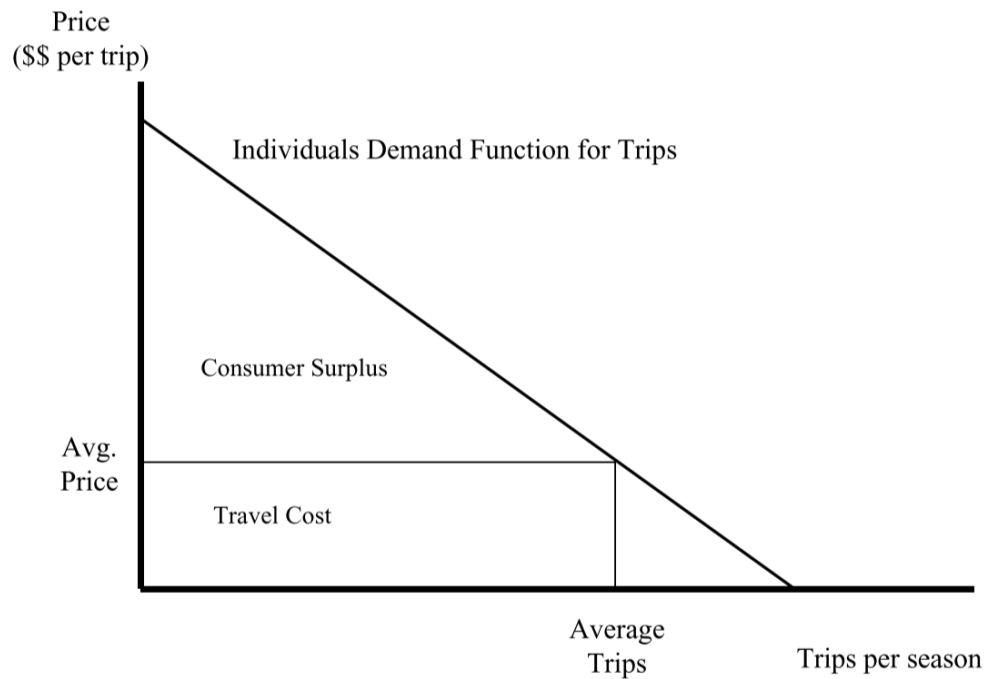 Price
($$ per trip)
Individuals Demand Function for Trips
Consumer Surplus
Avg.
Price
Travel Cost
Average
Trips
Trips per season